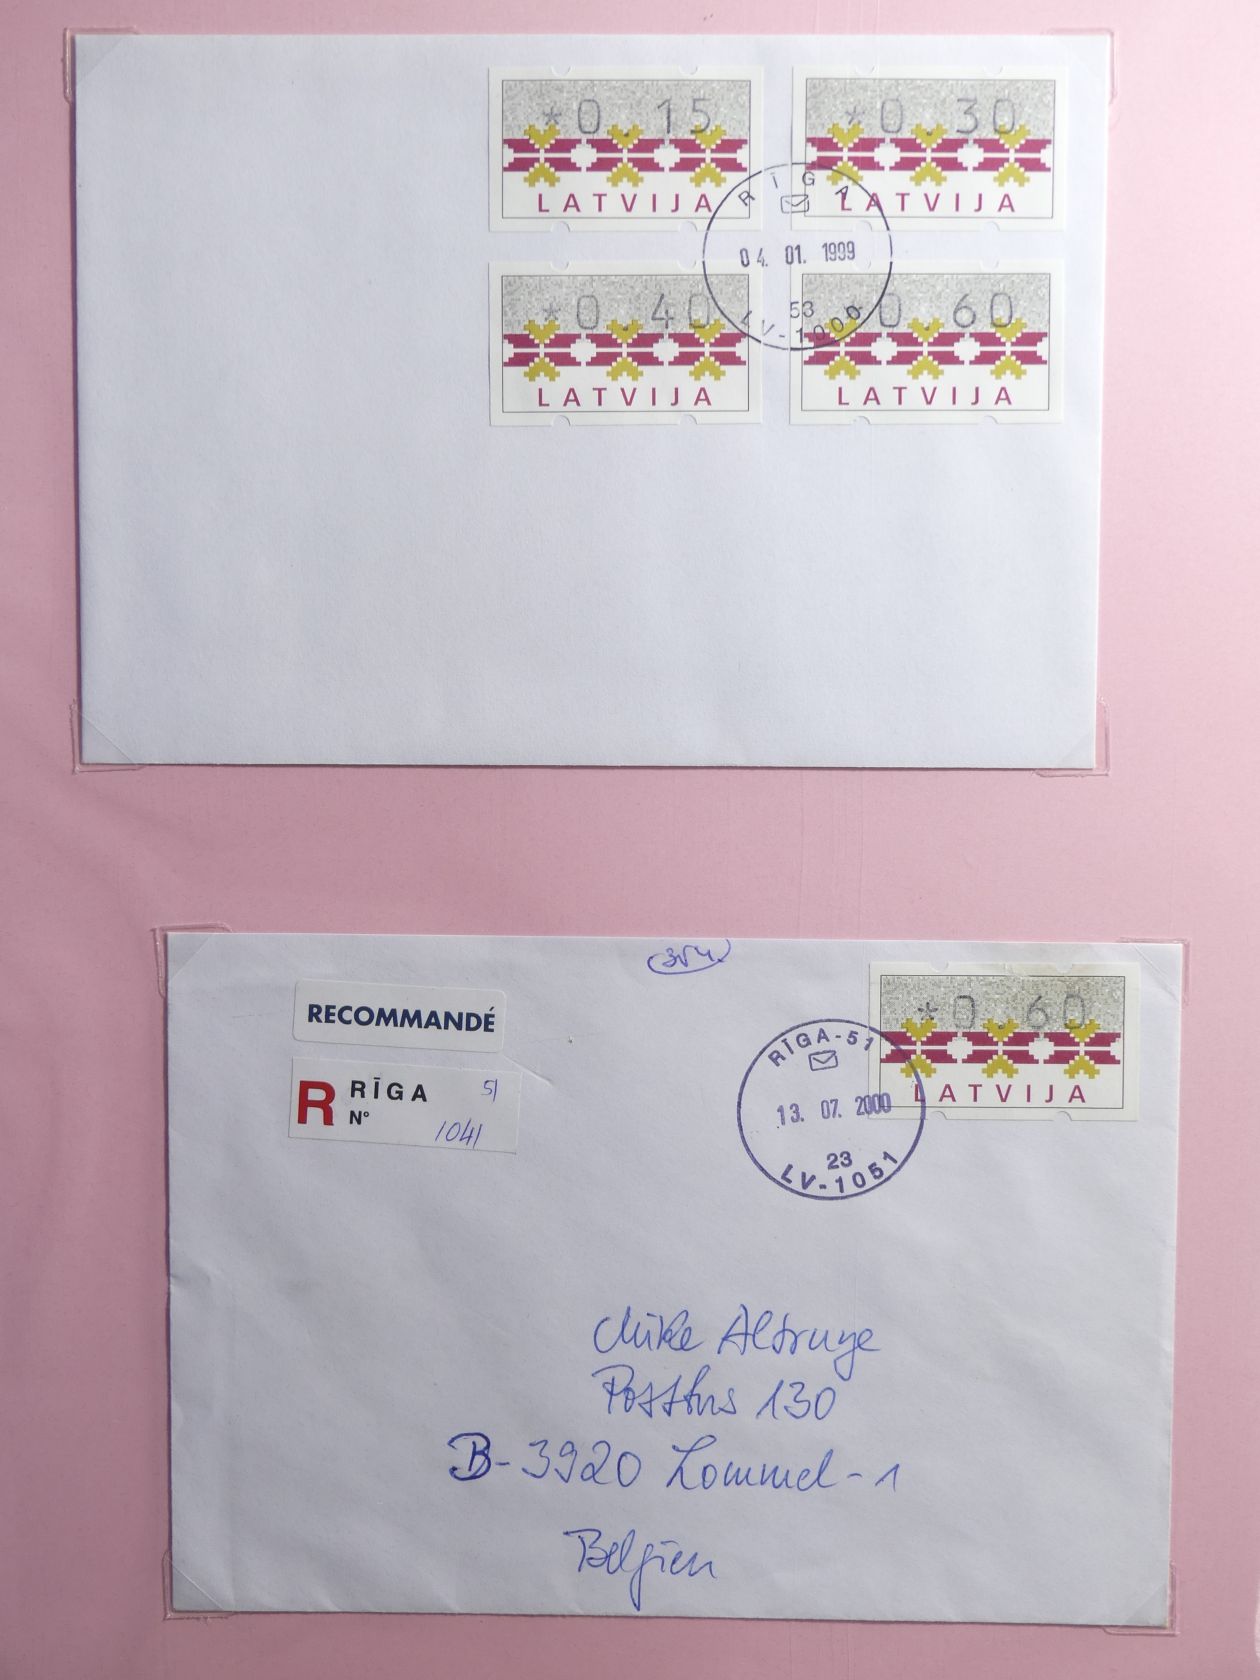 *0.15
LATVIJA
*0.30
LATVIJA
RĪGA
04. 01. 1999
53
LV-1000
*0.40
LATVIJA
0.60
LATVIJA
354
RECOMMANDÉ
R RĪGA 51
N° 1041
*0.60
LATVIJA
RĪGA-51
13. 07. 2000
23
LV-1051
Mike Altruye
Postbus 130
B-3920 Lommel-1
Belgien